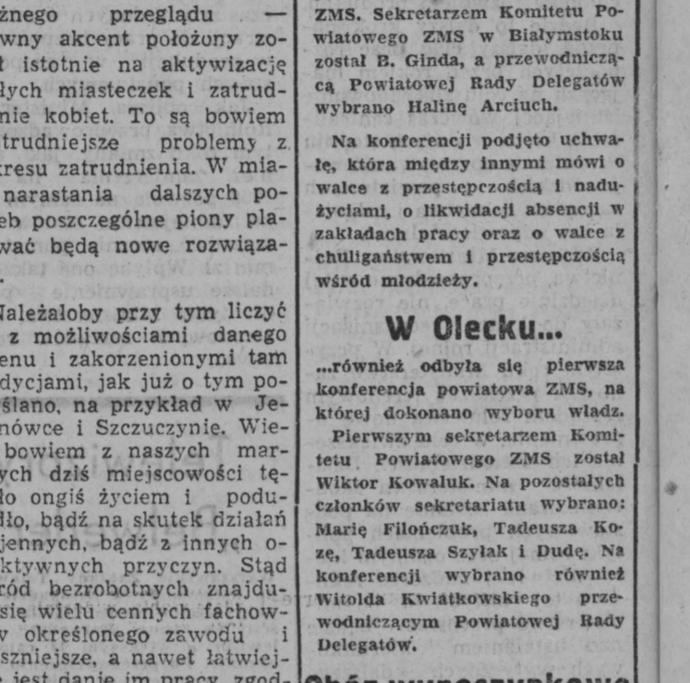 żnego przeglądu —
wny akcent położony zo-
ł istotnie na aktywizację
łych miasteczek i zatrud-
nie kobiet. To są bowiem
trudniejsze problemy z
kresu zatrudnienia. W mia-
narastania dalszych po-
eb poszczególne piony pla-
wać będą nowe rozwiąza-
.
Należałoby przy tym liczyć
z możliwościami danego
enu i zakorzenionymi tam
dycjami, jak już o tym po-
ślano, na przykład w Je-
nówce i Szczuczynie. Wie-
bowiem z naszych mar-
ych dziś miejscowości tę-
ło ongiś życiem i podu-
dło, bądź na skutek działań
jennych, bądź z innych o-
ktywnych przyczyn. Stąd
ród bezrobotnych znajdu-
się wielu cennych fachow-
w określonego zawodu i
szniejsze, a nawet łatwiej-
jest danie im pracy, zgod-
ZMS. Sekretarzem Komitetu Po-
wiatowego ZMS w Białymstoku
został B. Ginda, a przewodniczą-
cą Powiatowej Rady Delegatów
wybrano Halinę Arciuch.
Na konferencji podjęto uchwa-
łę, która między innymi mówi o
walce z przestępczością i nadu-
życiami, o likwidacji absencji w
zakładach pracy oraz o walce z
chuligaństwem i przestępczością
wśród młodzieży.
W Olecku...
...również odbyła się pierwsza
konferencja powiatowa ZMS, na
której dokonano wyboru władz.
Pierwszym sekretarzem Komi-
tetu Powiatowego ZMS został
Wiktor Kowaluk. Na pozostałych
członków sekretariatu wybrano:
Marię Filończuk, Tadeusza Ko-
zę, Tadeusza Szyłak i Dudę. Na
konferencji wybrano również
Witolda Kwiatkowskiego prze-
wodniczącym Powiatowej Rady
Delegatów.
Obóz wypoczynkowy